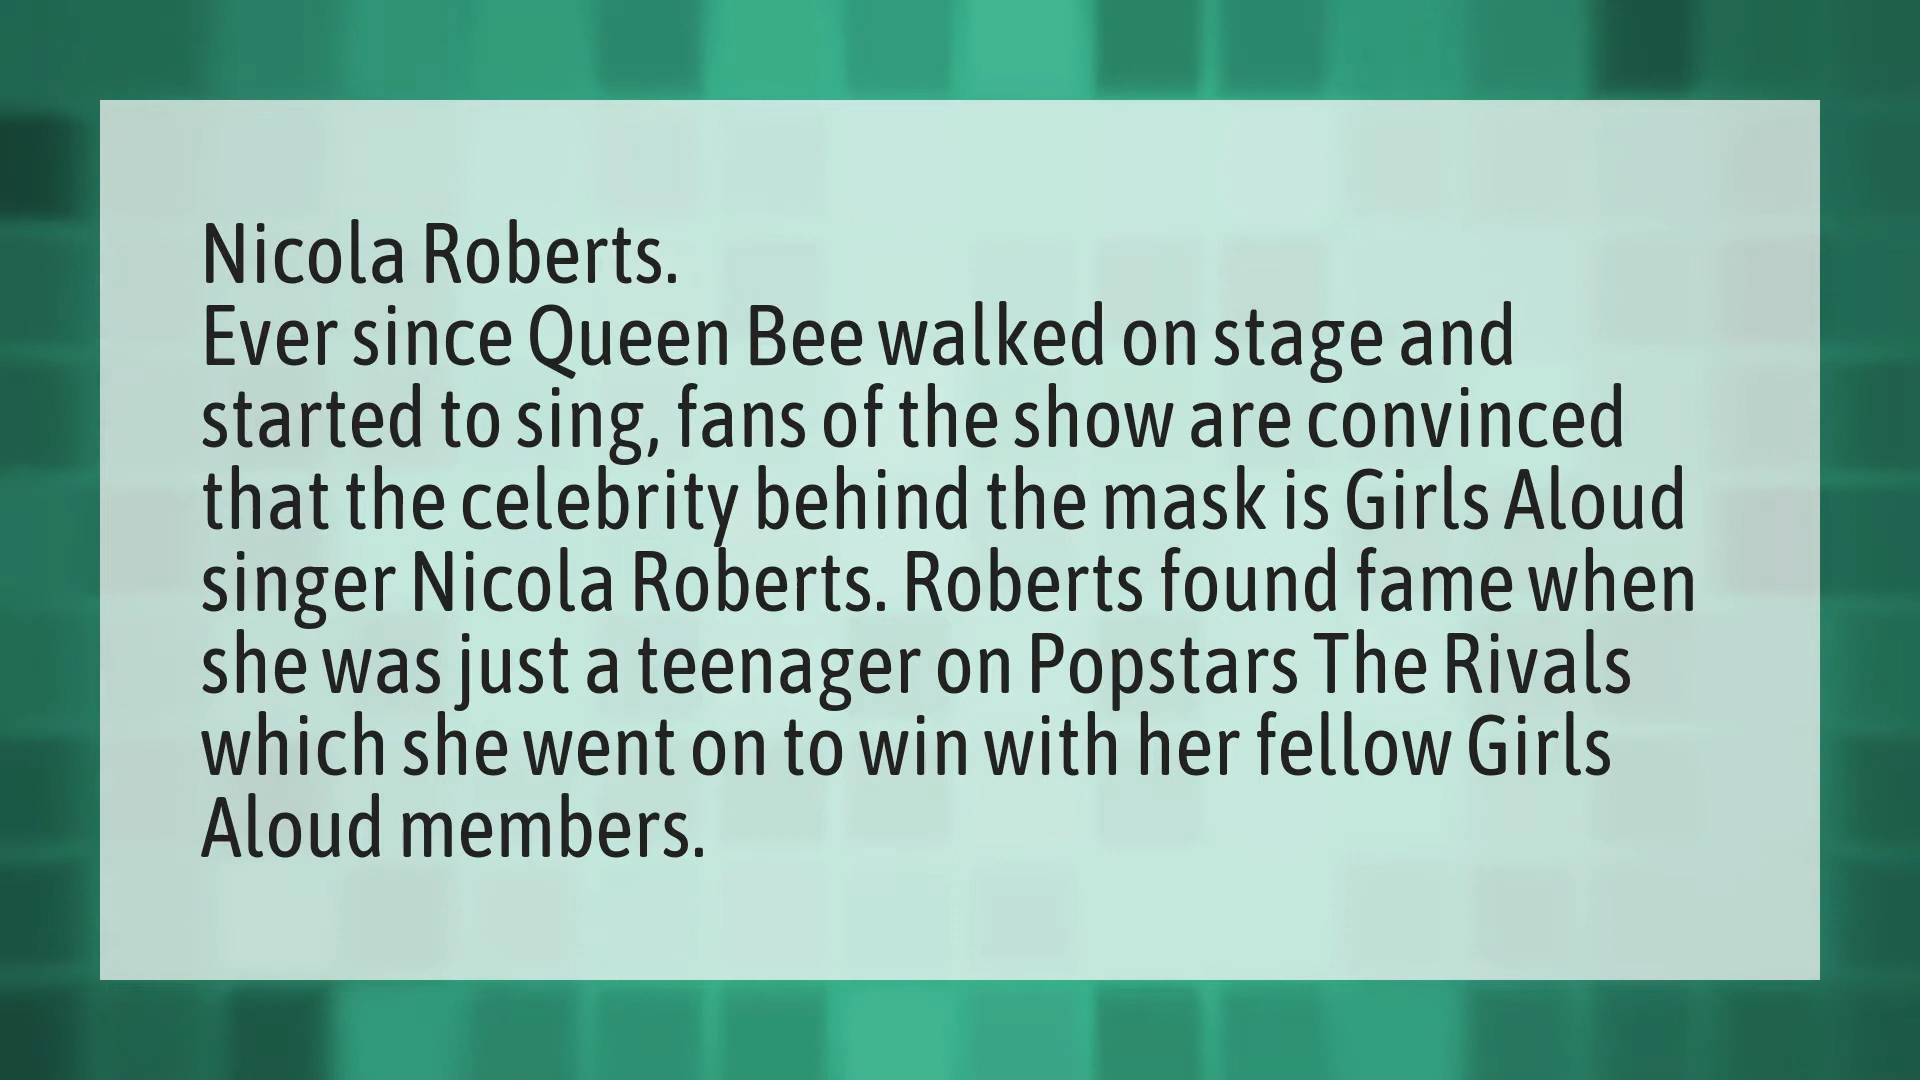 Nicola Roberts.
Ever since Queen Bee walked on stage and
started to sing, fans of the show are convinced
that the celebrity behind the mask is Girls Aloud
singer Nicola Roberts. Roberts found fame when
she was just a teenager on Popstars The Rivals
which she went on to win with her fellow Girls
Aloud members.